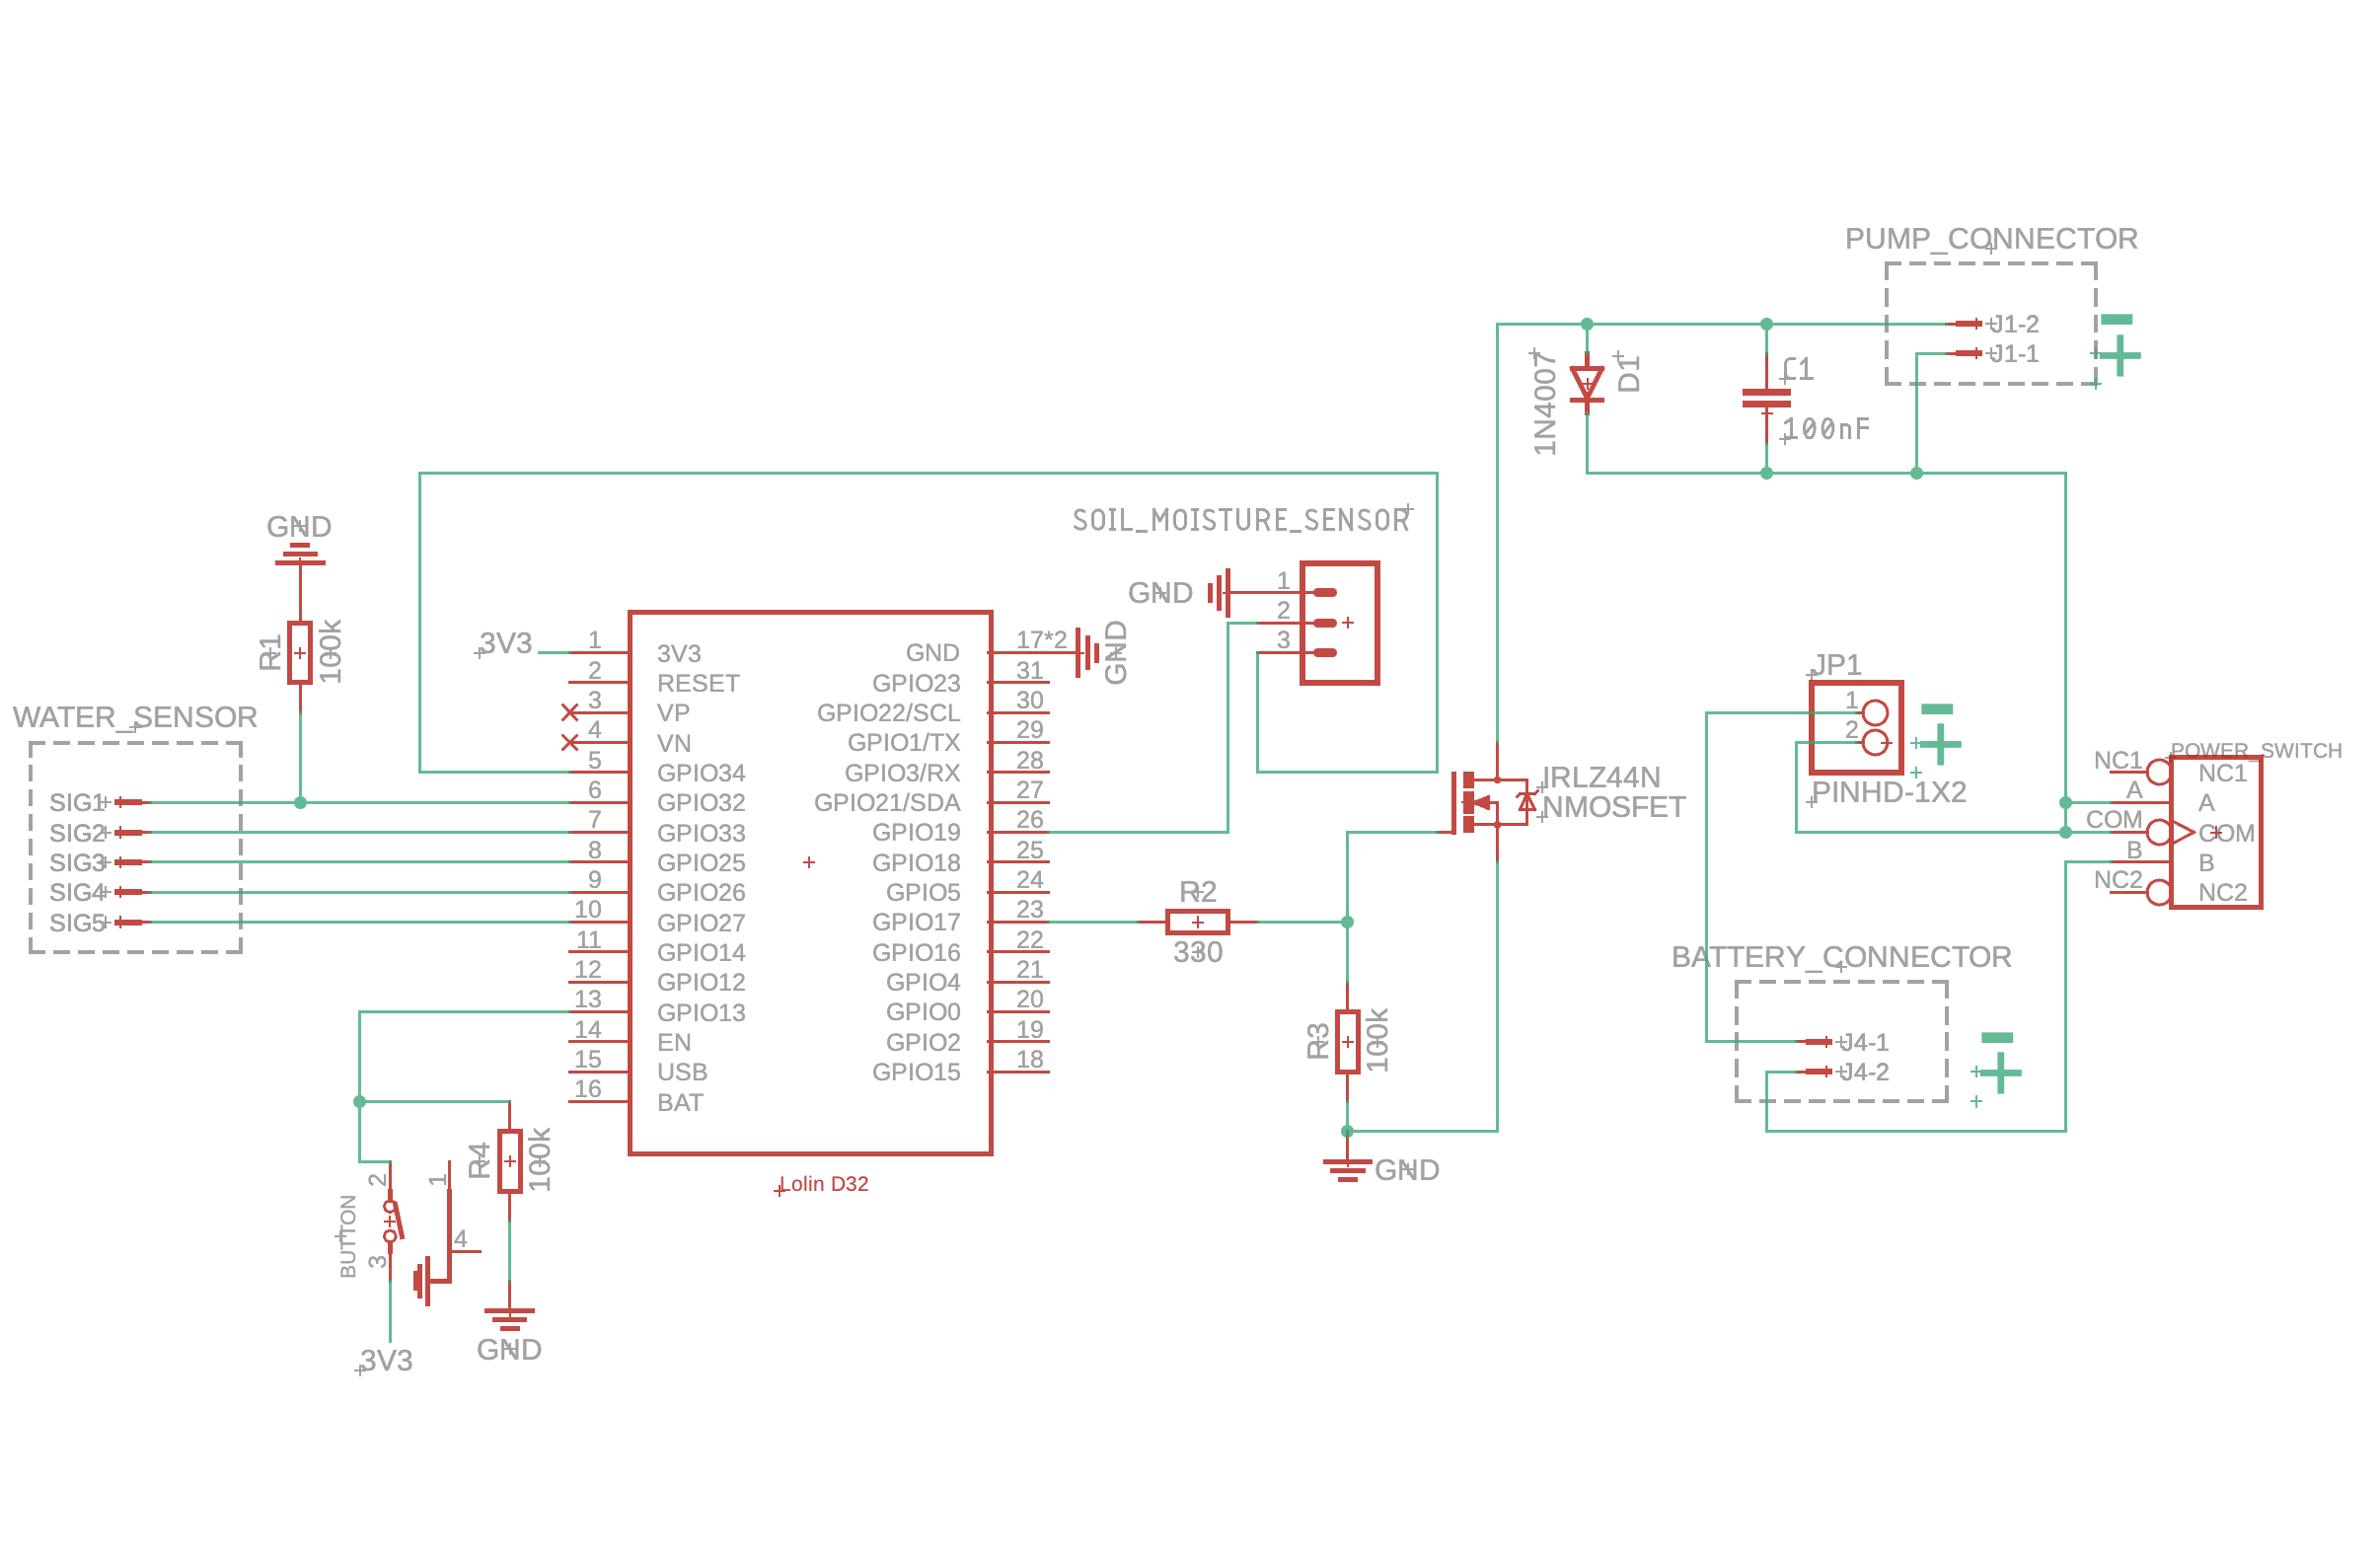 PUMP_CONNECTOR
J1-2
J1-1
1N4007
D1
C1
100nF
SOIL_MOISTURE_SENSOR
GND
1
2
3
GND
R1
100k
WATER_SENSOR
SIG1
SIG2
SIG3
SIG4
SIG5
3V3
1 3V3
2 RESET
3 VP
4 VN
5 GPIO34
6 GPIO32
7 GPIO33
8 GPIO25
9 GPIO26
10 GPIO27
11 GPIO14
12 GPIO12
13 GPIO13
14 EN
15 USB
16 BAT
GND 17*2
GPIO23 31
GPIO22/SCL 30
GPIO1/TX 29
GPIO3/RX 28
GPIO21/SDA 27
GPIO19 26
GPIO18 25
GPIO5 24
GPIO17 23
GPIO16 22
GPIO4 21
GPIO0 20
GPIO2 19
GPIO15 18
GND
Lolin D32
IRLZ44N
NMOSFET
R2
330
R3
100k
GND
JP1
1
2
PINHD-1X2
POWER_SWITCH
NC1 NC1
A A
COM COM
B B
NC2 NC2
BATTERY_CONNECTOR
J4-1
J4-2
BUTTON
2
1
3
4
3V3
R4
100k
GND